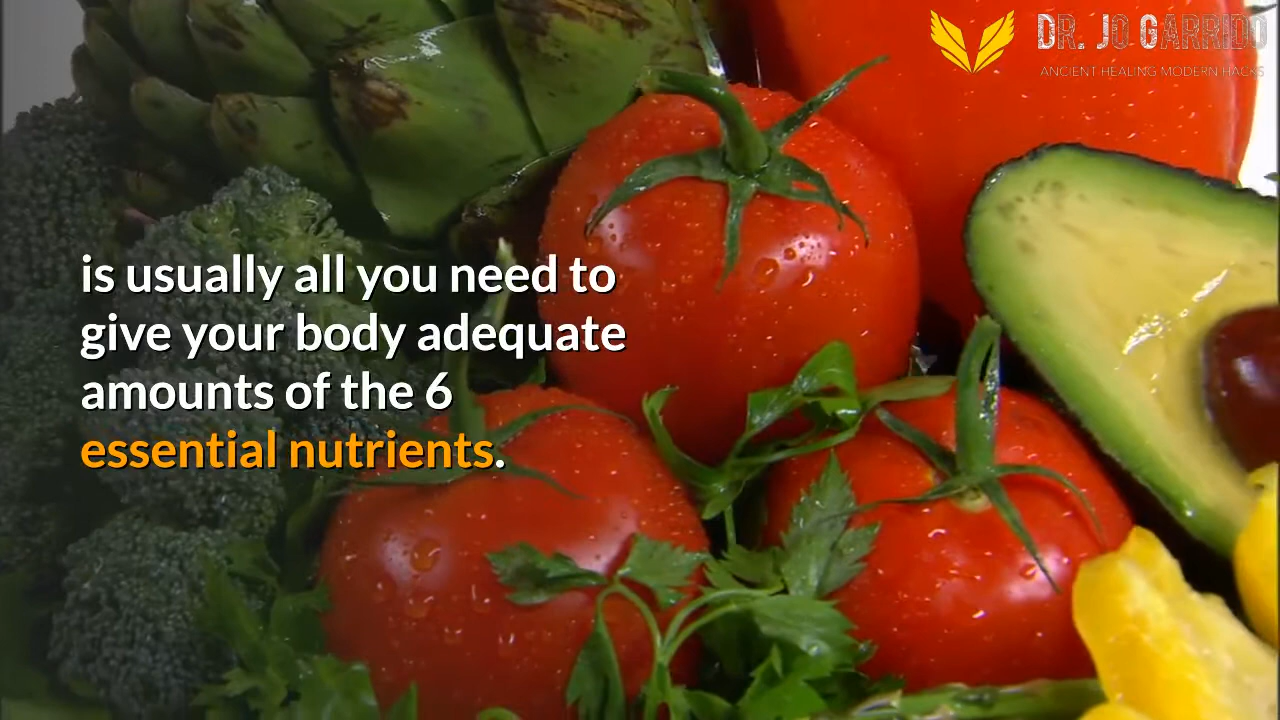 DR. JO GARRIDO
ANCIENT HEALING MODERN HACKS
is usually all you need to
give your body adequate
amounts of the 6
essential nutrients.